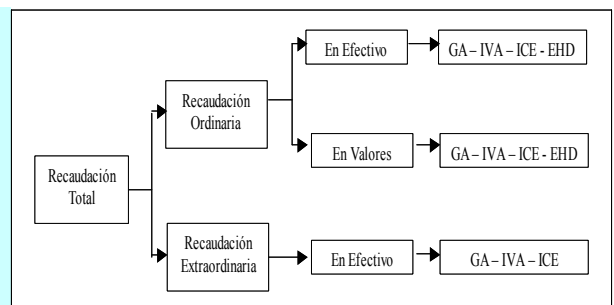 En Efectivo
GA – IVA – ICE - EHD
Recaudación
Ordinaria
En Valores
GA – IVA – ICE - EHD
Recaudación
Total
Recaudación
Extraordinaria
En Efectivo
GA – IVA – ICE